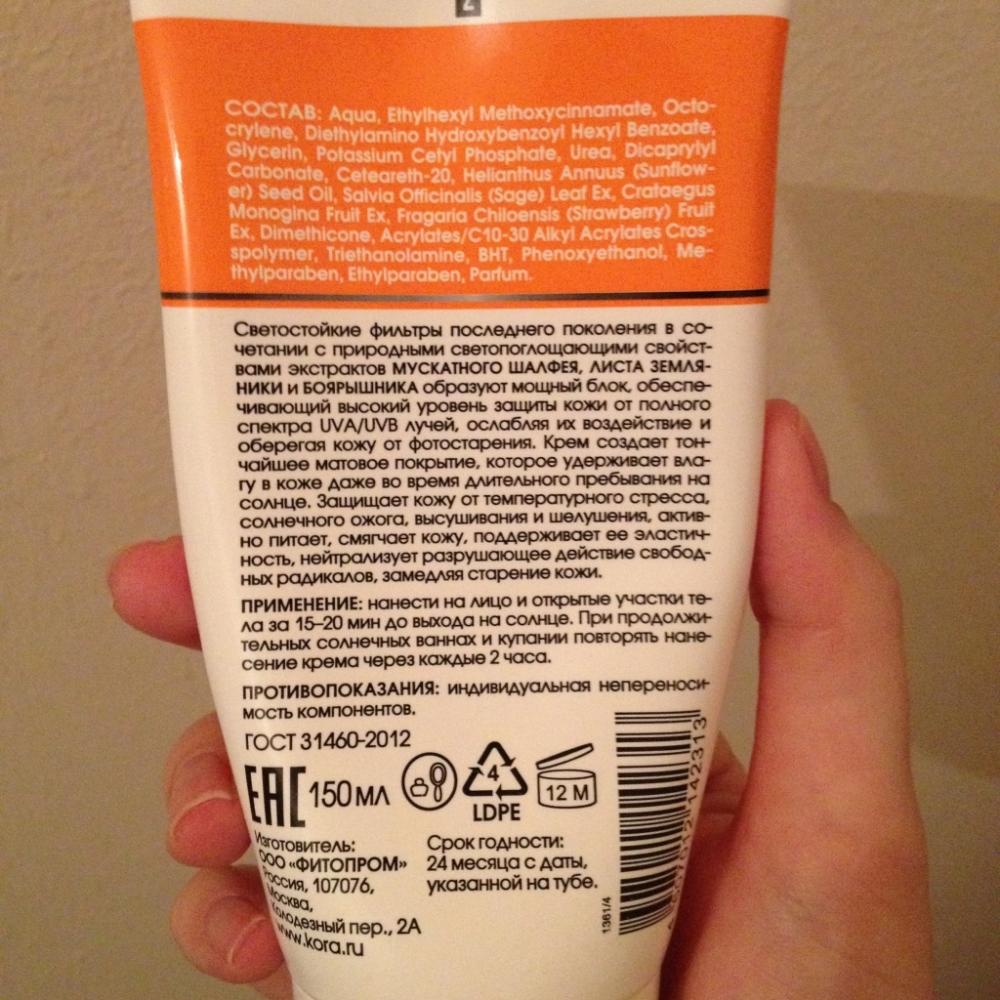 СОСТАВ: Aqua, Ethylhexyl Methoxycinnamate, Octo-
crylene, Diethylamino Hydroxybenzoyl Hexyl Benzoate,
Glycerin, Potassium Cetyl Phosphate, Urea, Dicaprylyl
Carbonate, Ceteareth-20, Helianthus Annuus (Sunflow-
er) Seed Oil, Salvia Officinalis (Sage) Leaf Ex, Crataegus
Monogina Fruit Ex, Fragaria Chiloensis (Strawberry) Fruit
Ex, Dimethicone, Acrylates/C10-30 Alkyl Acrylates Cros-
spolymer, Triethanolamine, BHT, Phenoxyethanol, Me-
thylparaben, Ethylparaben, Parfum.
Светостойкие фильтры последнего поколения в со-
четании с природными светопоглощающими свойст-
вами экстрактов МУСКАТНОГО ШАЛФЕЯ, ЛИСТА ЗЕМЛЯ-
НИКИ и БОЯРЫШНИКА образуют мощный блок, обеспе-
чивающий высокий уровень защиты кожи от полного
спектра UVA/UVB лучей, ослабляя их воздействие и
оберегая кожу от фотостарения. Крем создает тон-
чайшее матовое покрытие, которое удерживает вла-
гу в коже даже во время длительного пребывания на
солнце. Защищает кожу от температурного стресса,
солнечного ожога, высушивания и шелушения, актив-
но питает, смягчает кожу, поддерживает ее эластич-
ность, нейтрализует разрушающее действие свобод-
ных радикалов, замедляя старение кожи.
ПРИМЕНЕНИЕ: нанести на лицо и открытые участки те-
ла за 15–20 мин до выхода на солнце. При продолжи-
тельных солнечных ваннах и купании повторять нане-
сение крема через каждые 2 часа.
ПРОТИВОПОКАЗАНИЯ: индивидуальная непереноси-
мость компонентов.
ГОСТ 31460-2012
EAC 150 мл
4
LDPE
12 M
Изготовитель:
ООО «ФИТОПРОМ»
Россия, 107076,
Москва,
Колодезный пер., 2А
www.kora.ru
Срок годности:
24 месяца с даты,
указанной на тубе.
1361/4